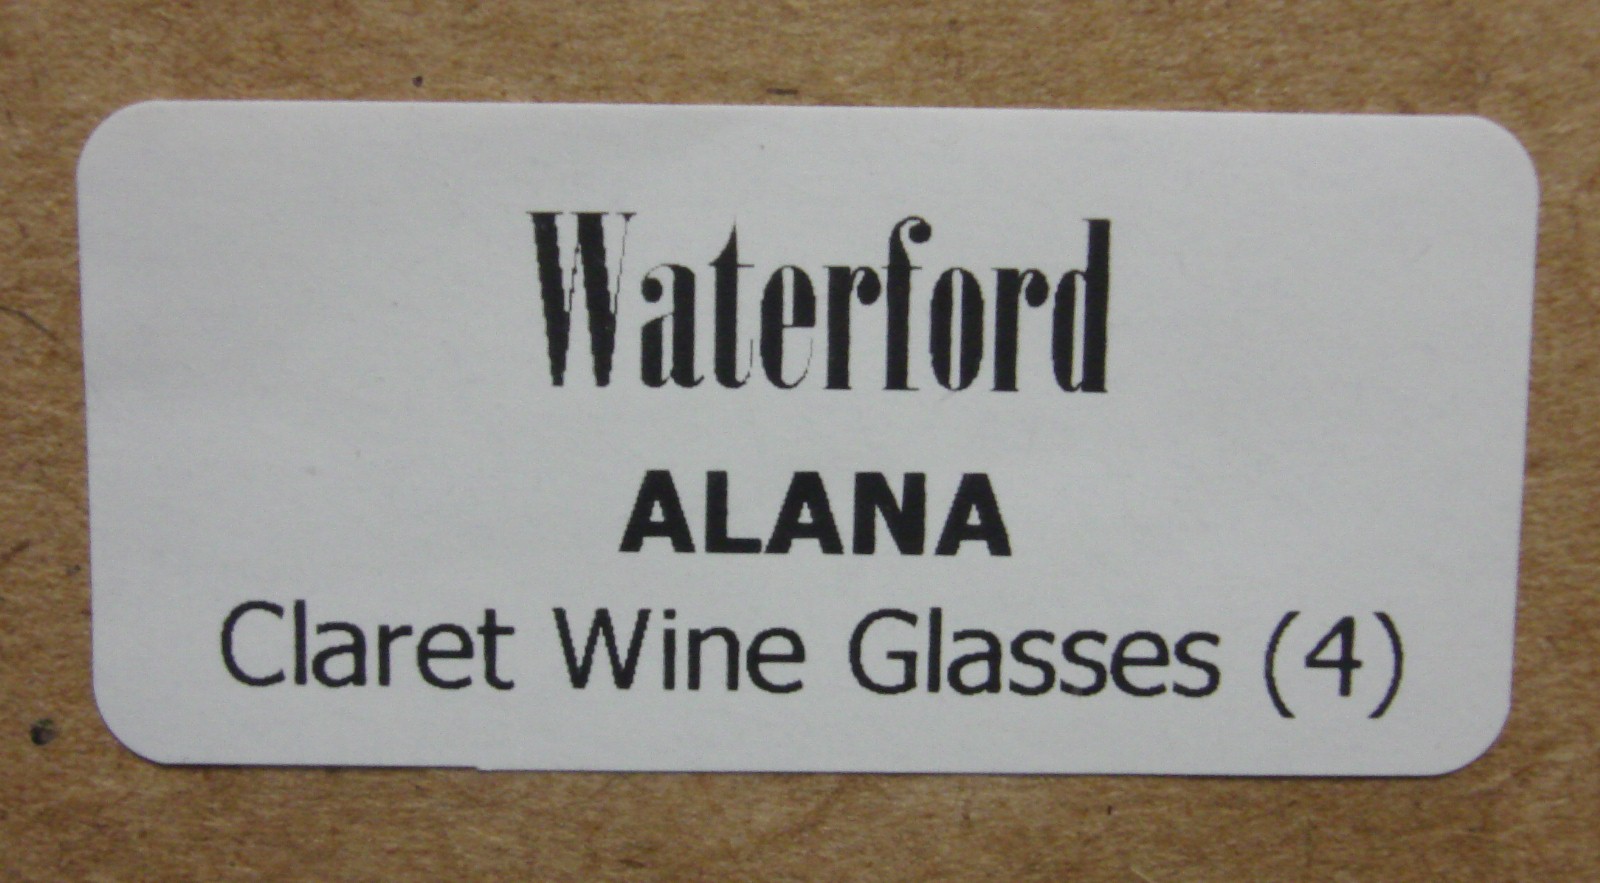 Waterford
ALANA
Claret Wine Glasses (4)